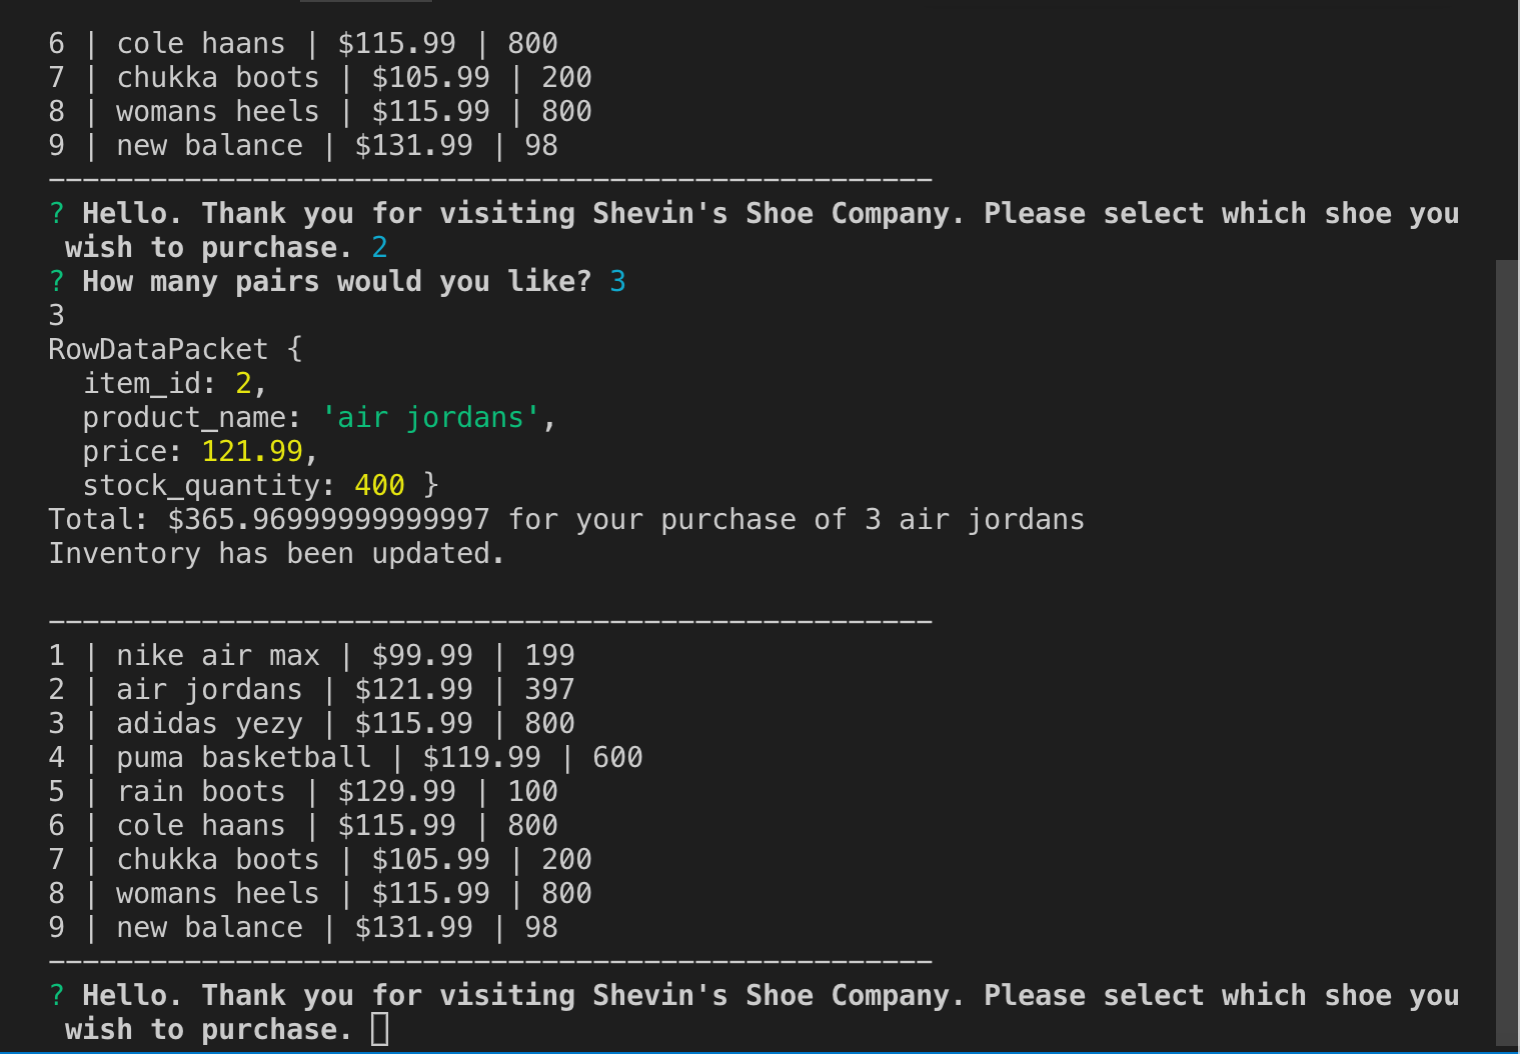 6 | cole haans | $115.99 | 800
7 | chukka boots | $105.99 | 200
8 | womans heels | $115.99 | 800
9 | new balance | $131.99 | 98
----------------------------------------------------
? Hello. Thank you for visiting Shevin's Shoe Company. Please select which shoe you
wish to purchase. 2
? How many pairs would you like? 3
3
RowDataPacket {
  item_id: 2,
  product_name: 'air jordans',
  price: 121.99,
  stock_quantity: 400 }
Total: $365.96999999999997 for your purchase of 3 air jordans
Inventory has been updated.
----------------------------------------------------
1 | nike air max | $99.99 | 199
2 | air jordans | $121.99 | 397
3 | adidas yezy | $115.99 | 800
4 | puma basketball | $119.99 | 600
5 | rain boots | $129.99 | 100
6 | cole haans | $115.99 | 800
7 | chukka boots | $105.99 | 200
8 | womans heels | $115.99 | 800
9 | new balance | $131.99 | 98
----------------------------------------------------
? Hello. Thank you for visiting Shevin's Shoe Company. Please select which shoe you
wish to purchase.